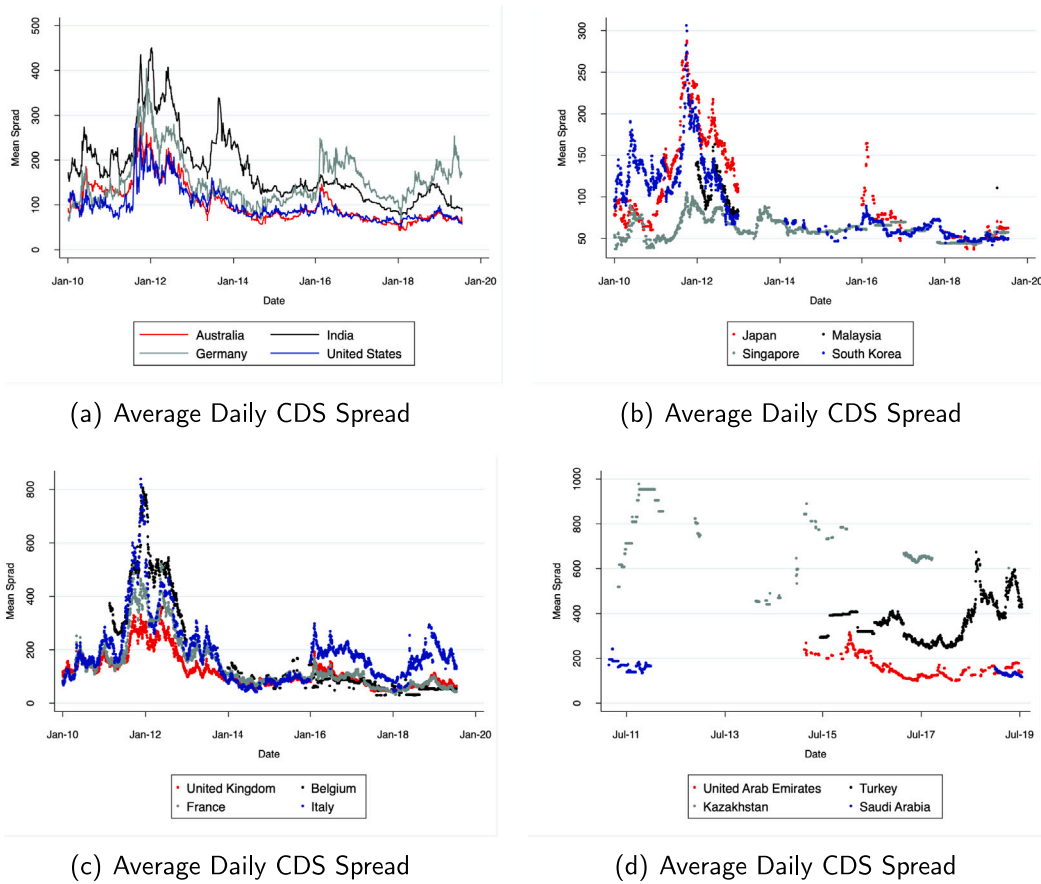 500
400
300
200
100
0
Mean Sprad
Jan-10 Jan-12 Jan-14 Jan-16 Jan-18 Jan-20
Date
Australia India
Germany United States
(a) Average Daily CDS Spread
300
250
200
150
100
50
Mean Sprad
Jan-10 Jan-12 Jan-14 Jan-16 Jan-18 Jan-20
Date
Japan Malaysia
Singapore South Korea
(b) Average Daily CDS Spread
800
600
400
200
0
Mean Sprad
Jan-10 Jan-12 Jan-14 Jan-16 Jan-18 Jan-20
Date
United Kingdom Belgium
France Italy
(c) Average Daily CDS Spread
1000
800
600
400
200
0
Mean Sprad
Jul-11 Jul-13 Jul-15 Jul-17 Jul-19
Date
United Arab Emirates Turkey
Kazakhstan Saudi Arabia
(d) Average Daily CDS Spread